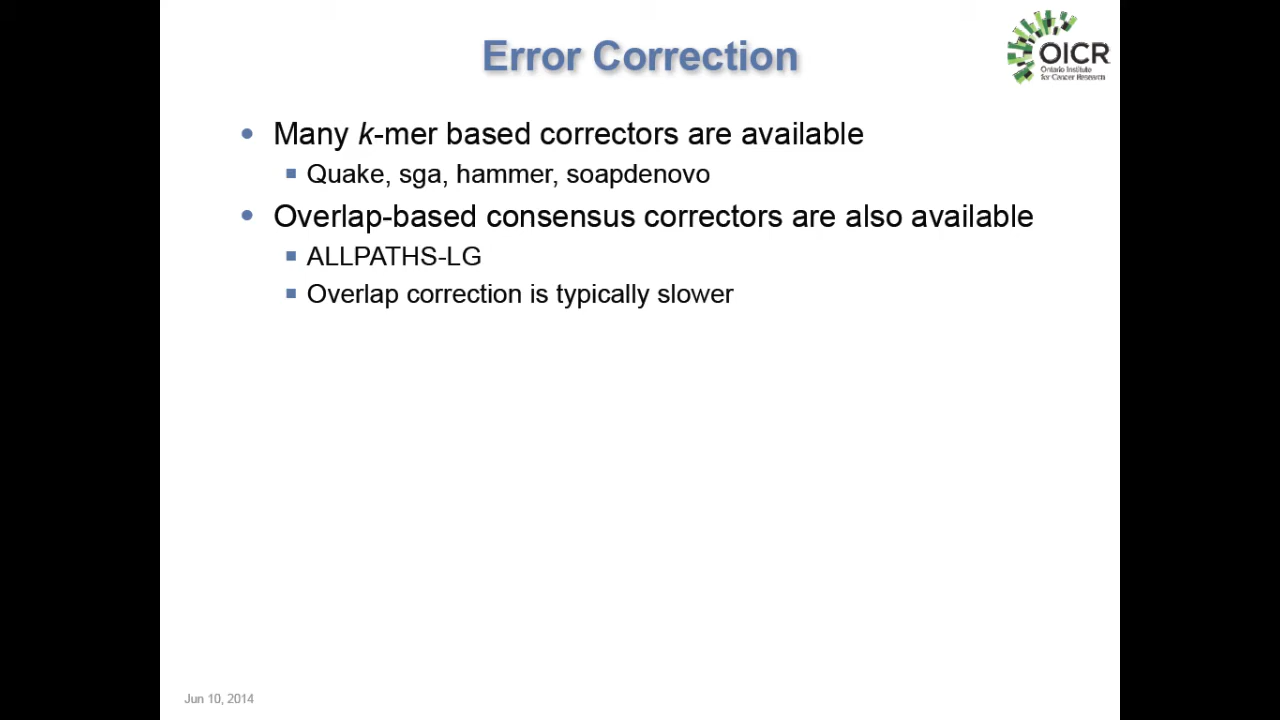 Error Correction
OICR
Ontario Institute
for Cancer Research
• Many k-mer based correctors are available
▪ Quake, sga, hammer, soapdenovo
• Overlap-based consensus correctors are also available
▪ ALLPATHS-LG
▪ Overlap correction is typically slower
Jun 10, 2014